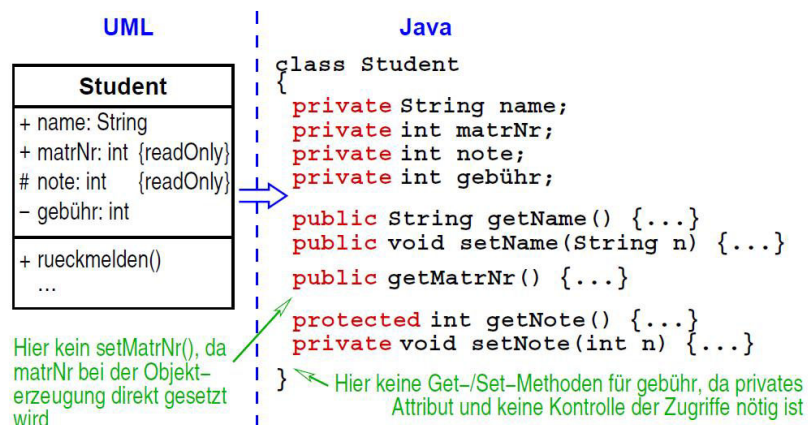 UML
Student
+ name: String
+ matrNr: int {readOnly}
# note: int {readOnly}
− gebühr: int
+ rueckmelden()
...
Hier kein setMatrNr(), da
matrNr bei der Objekt−
erzeugung direkt gesetzt
wird
Java
class Student
{
private String name;
private int matrNr;
private int note;
private int gebühr;
public String getName() {...}
public void setName(String n) {...}
public getMatrNr() {...}
protected int getNote() {...}
private void setNote(int n) {...}
}
Hier keine Get−/Set−Methoden für gebühr, da privates
Attribut und keine Kontrolle der Zugriffe nötig ist